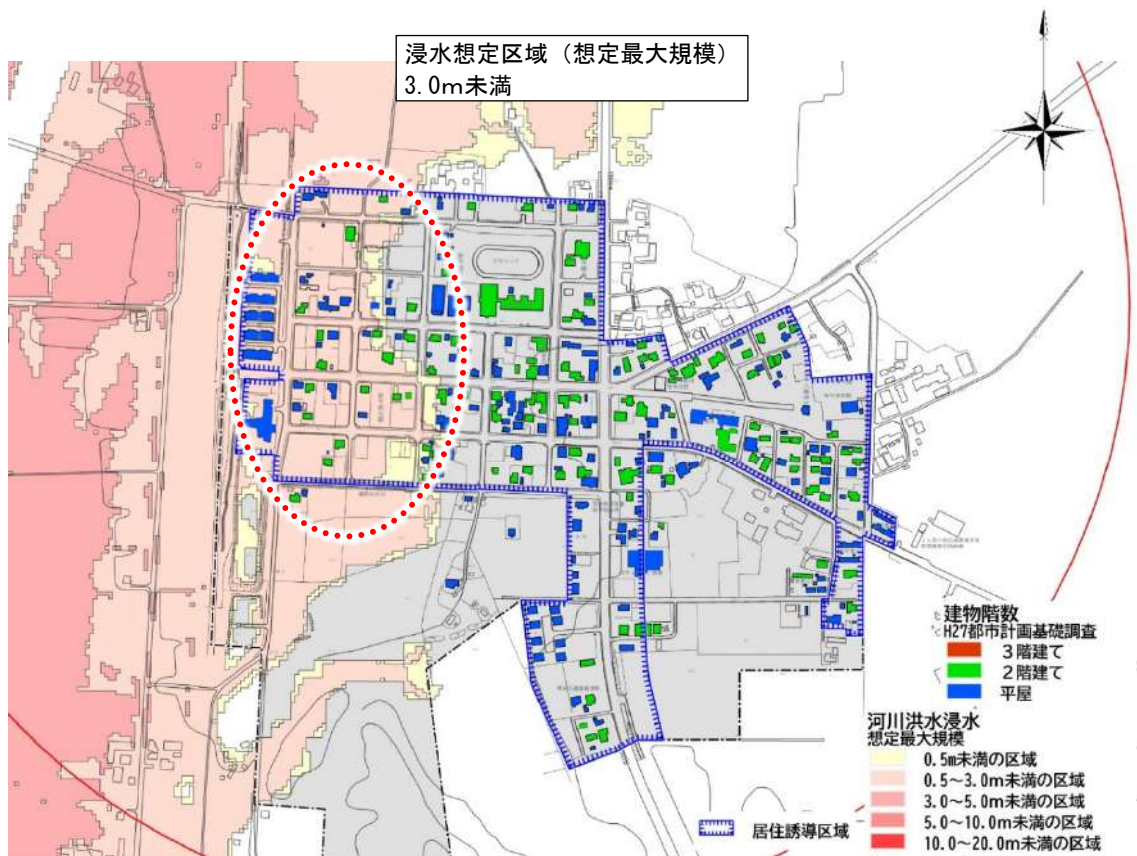 浸水想定区域（想定最大規模）
3.0m未満
建物階数
H27都市計画基礎調査
３階建て
２階建て
平屋
河川洪水浸水
想定最大規模
0.5m未満の区域
0.5～3.0m未満の区域
3.0～5.0m未満の区域
5.0～10.0m未満の区域
10.0～20.0m未満の区域
居住誘導区域